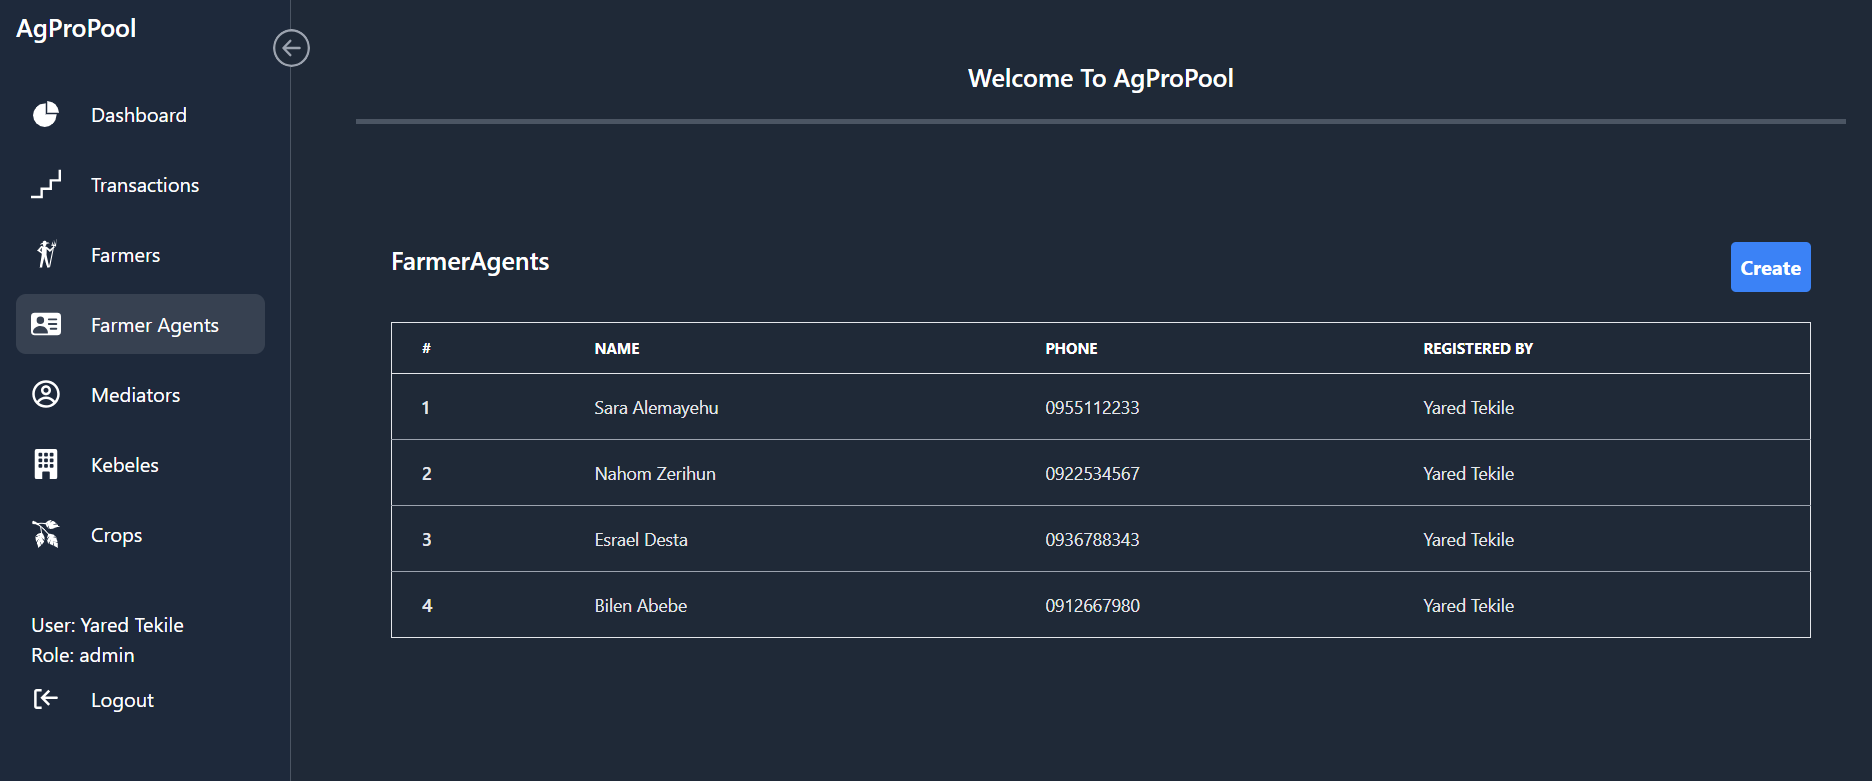 AgProPool
Dashboard
Transactions
Farmers
Farmer Agents
Mediators
Kebeles
Crops
User: Yared Tekile
Role: admin
Logout
Welcome To AgProPool
FarmerAgents
Create
# NAME PHONE REGISTERED BY
1 Sara Alemayehu 0955112233 Yared Tekile
2 Nahom Zerihun 0922534567 Yared Tekile
3 Esrael Desta 0936788343 Yared Tekile
4 Bilen Abebe 0912667980 Yared Tekile